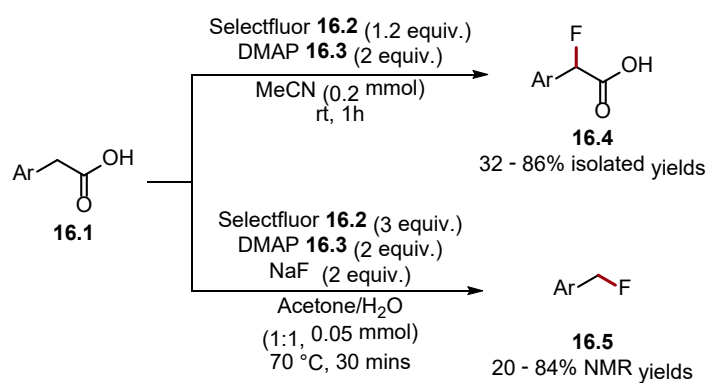 Selectfluor 16.2 (1.2 equiv.)
DMAP 16.3 (2 equiv.)
MeCN (0.2 mmol)
rt, 1h
F
Ar
OH
O
16.4
32 - 86% isolated yields
Ar
OH
O
16.1
Selectfluor 16.2 (3 equiv.)
DMAP 16.3 (2 equiv.)
NaF (2 equiv.)
Acetone/H₂O
(1:1, 0.05 mmol)
70 °C, 30 mins
Ar
F
16.5
20 - 84% NMR yields